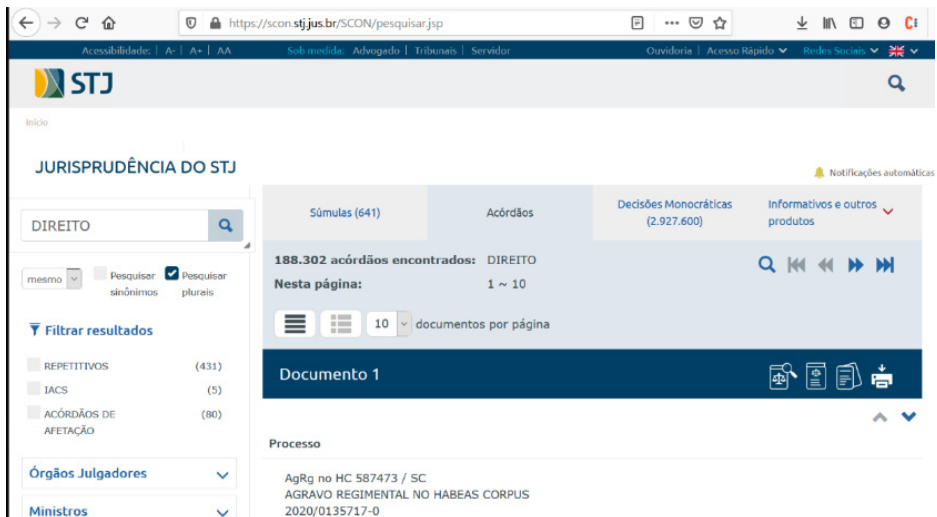 https://scon.stj.jus.br/SCON/pesquisar.jsp
Acessibilidade: | A- | A+ | AA
Sob medida: Advogado | Tribunais | Servidor
Ouvidoria | Acesso Rápido
Redes Sociais
STJ
Início
JURISPRUDÊNCIA DO STJ
Notificações automáticas
DIREITO
mesmo
Pesquisar sinônimos
Pesquisar plurais
Filtrar resultados
REPETITIVOS (431)
IACS (5)
ACÓRDÃOS DE (80)
AFETAÇÃO
Órgãos Julgadores
Ministros
Súmulas (641)
Acórdãos
Decisões Monocráticas
(2.927.600)
Informativos e outros
produtos
188.302 acórdãos encontrados: DIREITO
Nesta página: 1 ~ 10
10 documentos por página
Documento 1
Processo
AgRg no HC 587473 / SC
AGRAVO REGIMENTAL NO HABEAS CORPUS
2020/0135717-0